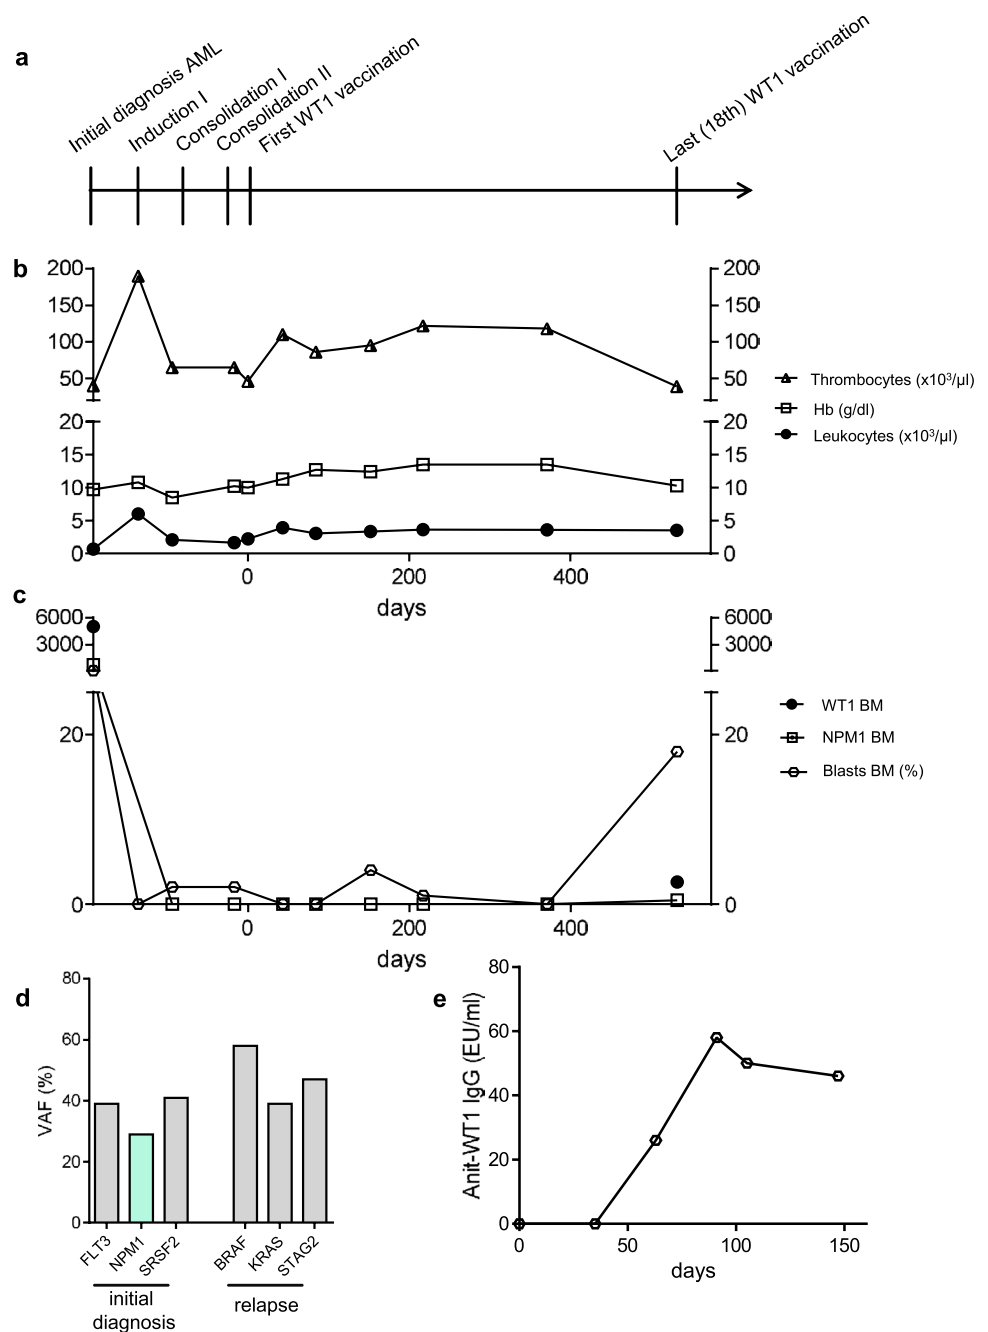 a
Initial diagnosis AML
Induction I
Consolidation I
Consolidation II
First WT1 vaccination
Last (18th) WT1 vaccination
b
200
150
100
50
20
15
10
5
0
200
150
100
50
20
15
10
5
0
0
200
400
days
Thrombocytes (x10³/µl)
Hb (g/dl)
Leukocytes (x10³/µl)
c
6000
3000
20
0
6000
3000
20
0
0
200
400
days
WT1 BM
NPM1 BM
Blasts BM (%)
d
VAF (%)
80
60
40
20
0
FLT3
NPM1
SRSF2
BRAF
KRAS
STAG2
initial
diagnosis
relapse
e
Anit-WT1 IgG (EU/ml)
80
60
40
20
0
0
50
100
150
days